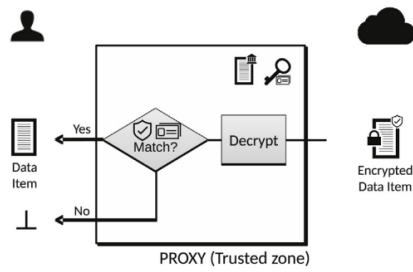 Yes
Match?
Decrypt
Data
Item
Encrypted
Data Item
No
PROXY (Trusted zone)